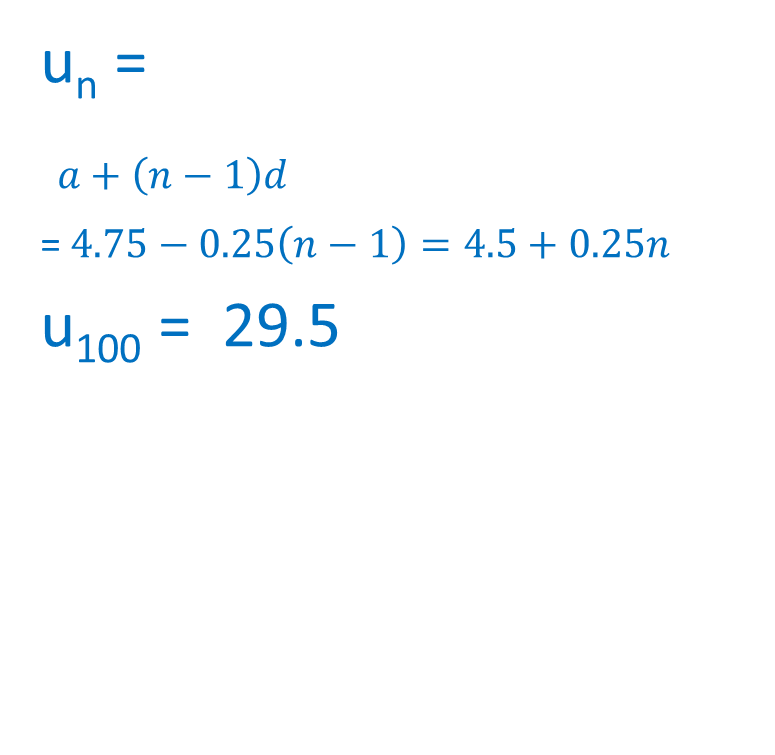 uₙ =
𝑎 + (𝑛 − 1)𝑑
= 4.75 − 0.25(𝑛 − 1) = 4.5 + 0.25𝑛
u₁₀₀ = 29.5